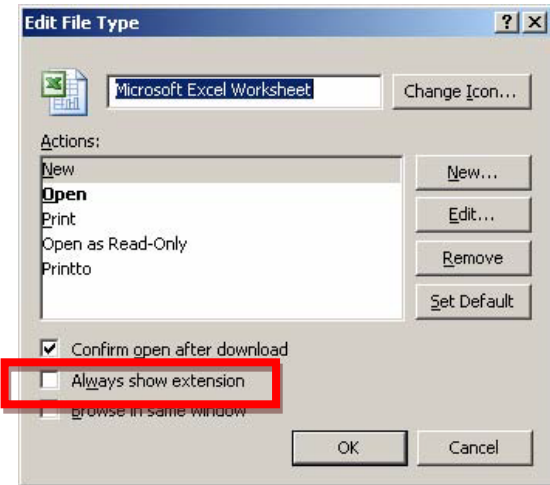 Edit File Type
? ×
Microsoft Excel Worksheet
Change Icon...
Actions:
New
Open
Print
Open as Read-Only
Printto
New...
Edit...
Remove
Set Default
Confirm open after download
Always show extension
Browse in same window
OK
Cancel